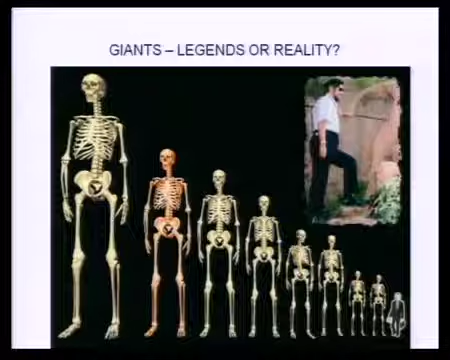 GIANTS – LEGENDS OR REALITY?